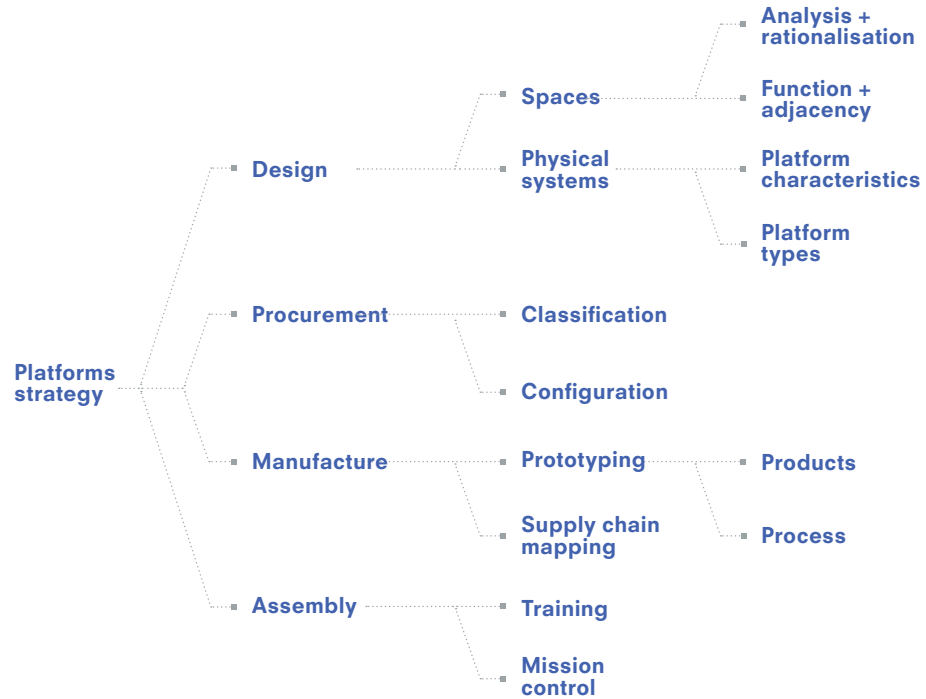 Analysis +
rationalisation
Spaces
Function +
adjacency
Design
Physical
systems
Platform
characteristics
Platform
types
Procurement
Classification
Platforms
strategy
Configuration
Manufacture
Prototyping
Products
Supply chain
mapping
Process
Assembly
Training
Mission
control